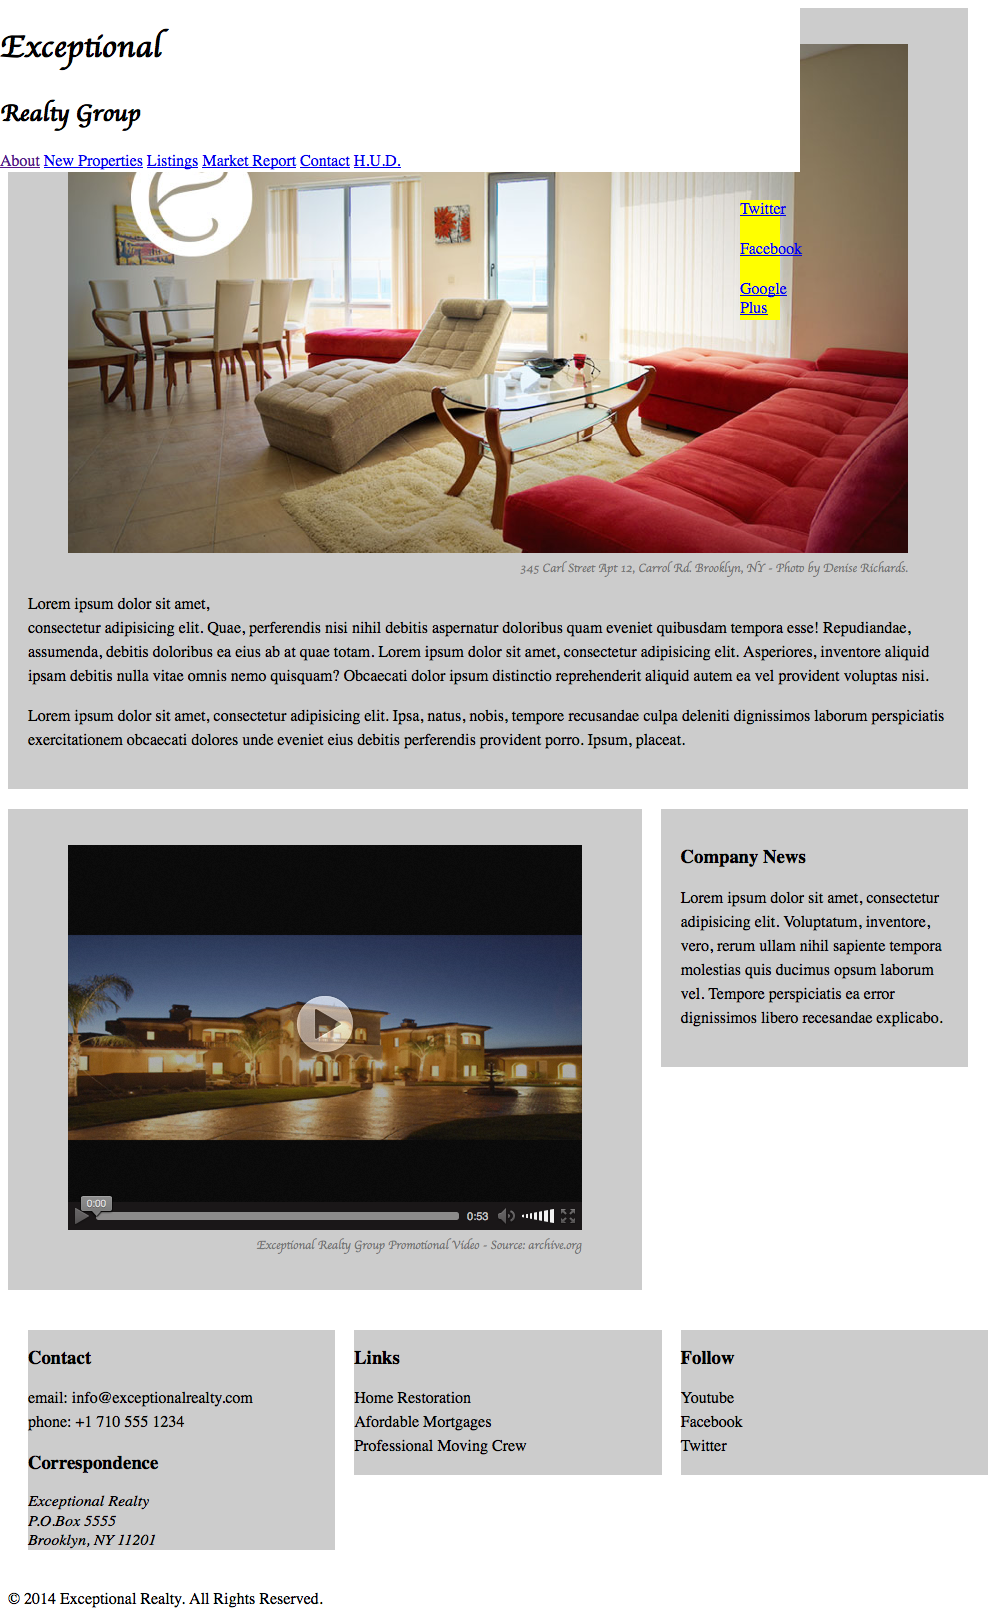 Exceptional
Realty Group
About New Properties Listings Market Report Contact H.U.D.
Twitter
Facebook
Google
Plus
345 Carl Street Apt 12, Carrol Rd. Brooklyn, NY - Photo by Denise Richards.
Lorem ipsum dolor sit amet,
consectetur adipisicing elit. Quae, perferendis nisi nihil debitis aspernatur doloribus quam eveniet quibusdam tempora esse! Repudiandae,
assumenda, debitis doloribus ea eius ab at quae totam. Lorem ipsum dolor sit amet, consectetur adipisicing elit. Asperiores, inventore aliquid
ipsam debitis nulla vitae omnis nemo quisquam? Obcaecati dolor ipsum distinctio reprehenderit aliquid autem ea vel provident voluptas nisi.
Lorem ipsum dolor sit amet, consectetur adipisicing elit. Ipsa, natus, nobis, tempore recusandae culpa deleniti dignissimos laborum perspiciatis
exercitationem obcaecati dolores unde eveniet eius debitis perferendis provident porro. Ipsum, placeat.
0:00
0:53
Exceptional Realty Group Promotional Video - Source: archive.org
Company News
Lorem ipsum dolor sit amet, consectetur
adipisicing elit. Voluptatum, inventore,
vero, rerum ullam nihil sapiente tempora
molestias quis ducimus opsum laborum
vel. Tempore perspiciatis ea error
dignissimos libero recesandae explicabo.
Contact
email: info@exceptionalrealty.com
phone: +1 710 555 1234
Correspondence
Exceptional Realty
P.O.Box 5555
Brooklyn, NY 11201
Links
Home Restoration
Afordable Mortgages
Professional Moving Crew
Follow
Youtube
Facebook
Twitter
© 2014 Exceptional Realty. All Rights Reserved.